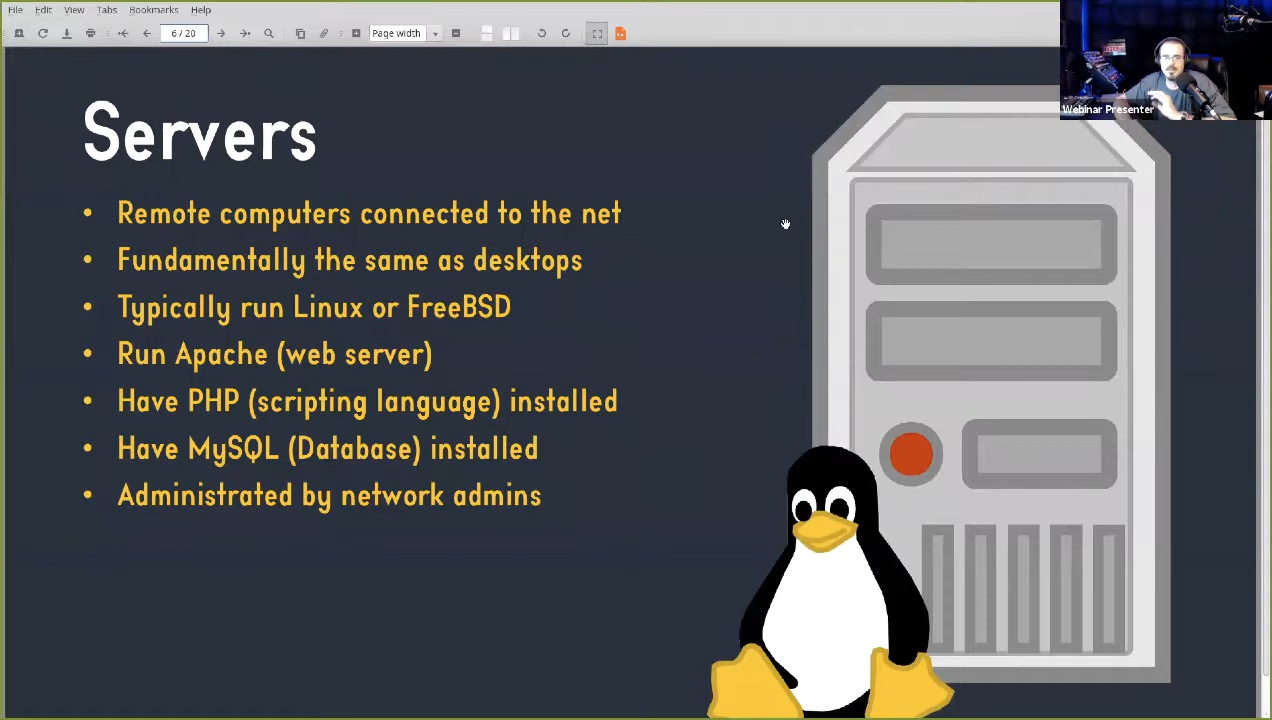 File Edit View Tabs Bookmarks Help
6 / 20 Page width
Webinar Presenter
Servers
• Remote computers connected to the net
• Fundamentally the same as desktops
• Typically run Linux or FreeBSD
• Run Apache (web server)
• Have PHP (scripting language) installed
• Have MySQL (Database) installed
• Administrated by network admins